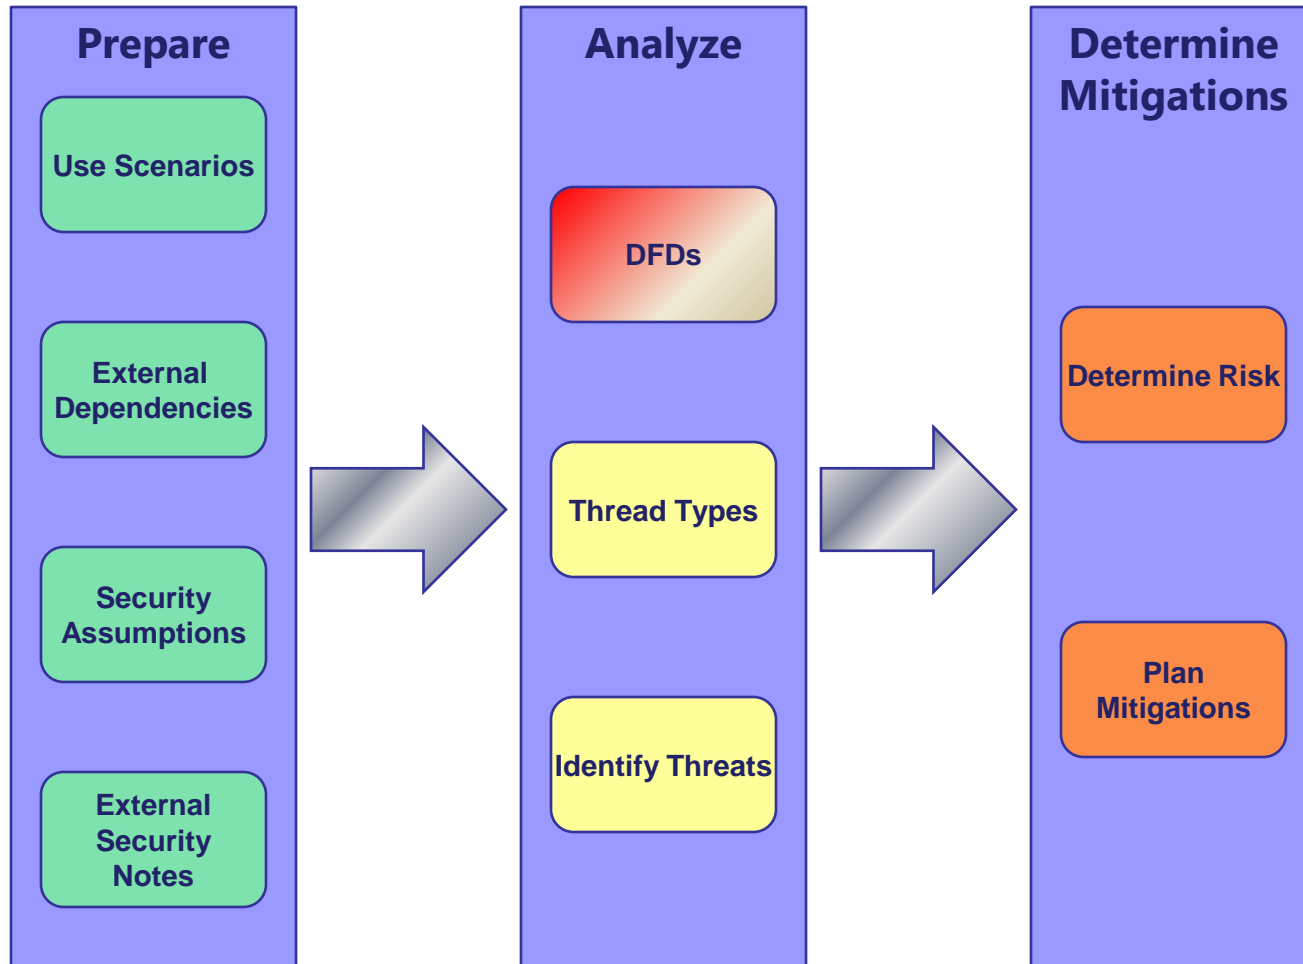 Prepare
Use Scenarios
External
Dependencies
Security
Assumptions
External
Security
Notes
Analyze
DFDs
Thread Types
Identify Threats
Determine
Mitigations
Determine Risk
Plan
Mitigations